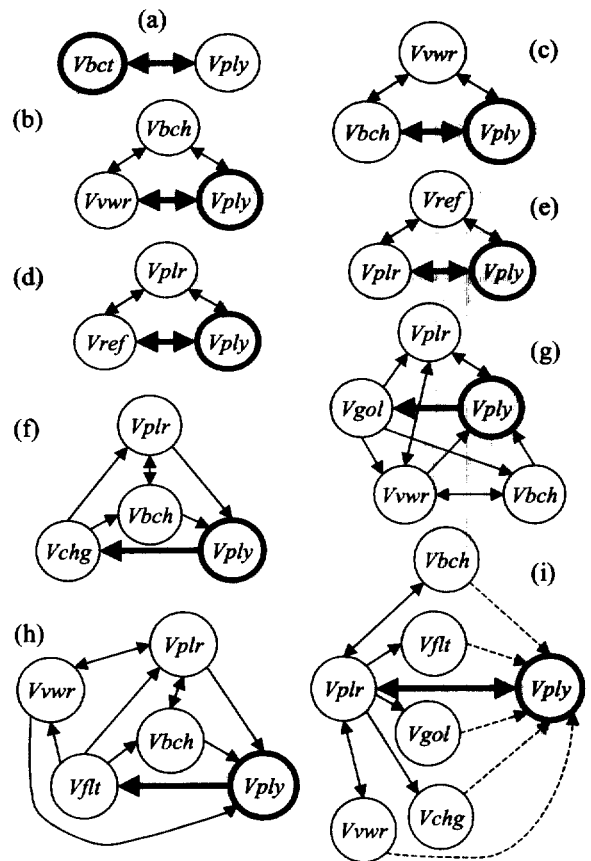 (a)
Vbct Vply
(b)
Vbch
Vvwr Vply
(c)
Vvwr
Vbch Vply
(d)
Vplr
Vref Vply
(e)
Vref
Vplr Vply
(f)
Vplr
Vbch
Vchg Vply
(g)
Vplr
Vgol Vply
Vvwr Vbch
(h)
Vplr
Vvwr
Vbch
Vflt Vply
(i)
Vbch
Vflt
Vplr Vply
Vgol
Vchg
Vvwr